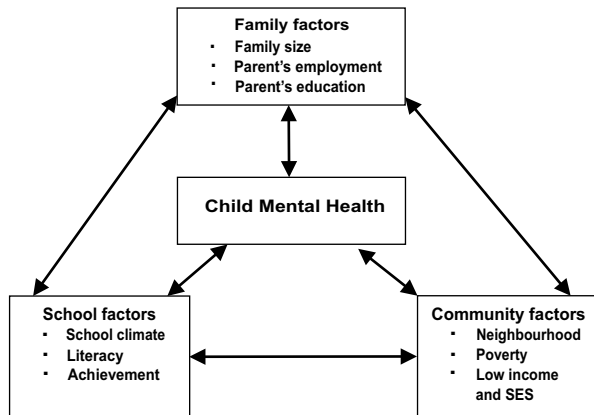 Family factors
▪ Family size
▪ Parent's employment
▪ Parent's education
Child Mental Health
School factors
▪ School climate
▪ Literacy
▪ Achievement
Community factors
▪ Neighbourhood
▪ Poverty
▪ Low income
and SES